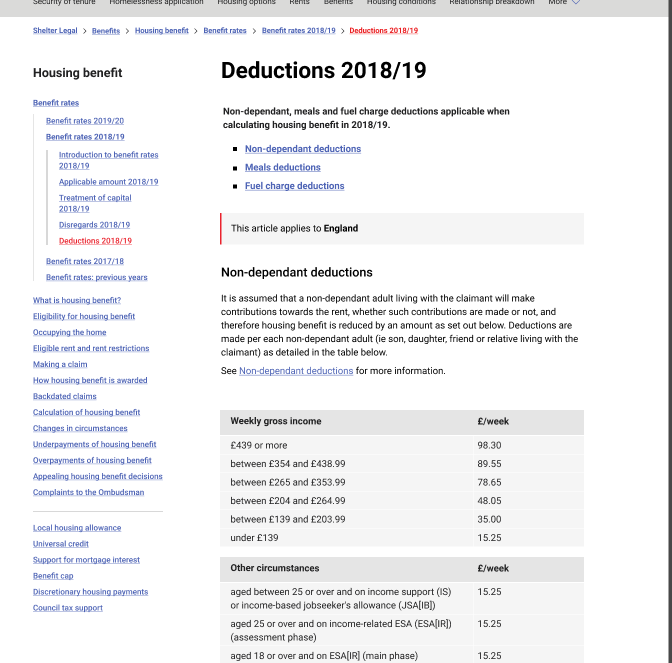 Security of tenure Homelessness application Housing options Rents Benefits Housing conditions Relationship breakdown More
Shelter Legal > Benefits > Housing benefit > Benefit rates > Benefit rates 2018/19 > Deductions 2018/19
Housing benefit
Benefit rates
Benefit rates 2019/20
Benefit rates 2018/19
Introduction to benefit rates
2018/19
Applicable amount 2018/19
Treatment of capital
2018/19
Disregards 2018/19
Deductions 2018/19
Benefit rates 2017/18
Benefit rates: previous years
What is housing benefit?
Eligibility for housing benefit
Occupying the home
Eligible rent and rent restrictions
Making a claim
How housing benefit is awarded
Backdated claims
Calculation of housing benefit
Changes in circumstances
Underpayments of housing benefit
Overpayments of housing benefit
Appealing housing benefit decisions
Complaints to the Ombudsman
Local housing allowance
Universal credit
Support for mortgage interest
Benefit cap
Discretionary housing payments
Council tax support
Deductions 2018/19
Non-dependant, meals and fuel charge deductions applicable when
calculating housing benefit in 2018/19.
Non-dependant deductions
Meals deductions
Fuel charge deductions
This article applies to England
Non-dependant deductions
It is assumed that a non-dependant adult living with the claimant will make
contributions towards the rent, whether such contributions are made or not, and
therefore housing benefit is reduced by an amount as set out below. Deductions are
made per each non-dependant adult (ie son, daughter, friend or relative living with the
claimant) as detailed in the table below.
See Non-dependant deductions for more information.
Weekly gross income £/week
£439 or more 98.30
between £354 and £438.99 89.55
between £265 and £353.99 78.65
between £204 and £264.99 48.05
between £139 and £203.99 35.00
under £139 15.25
Other circumstances £/week
aged between 25 or over and on income support (IS) 15.25
or income-based jobseeker's allowance (JSA[IB])
aged 25 or over and on income-related ESA (ESA[IR]) 15.25
(assessment phase)
aged 18 or over and on ESA[IR] (main phase) 15.25